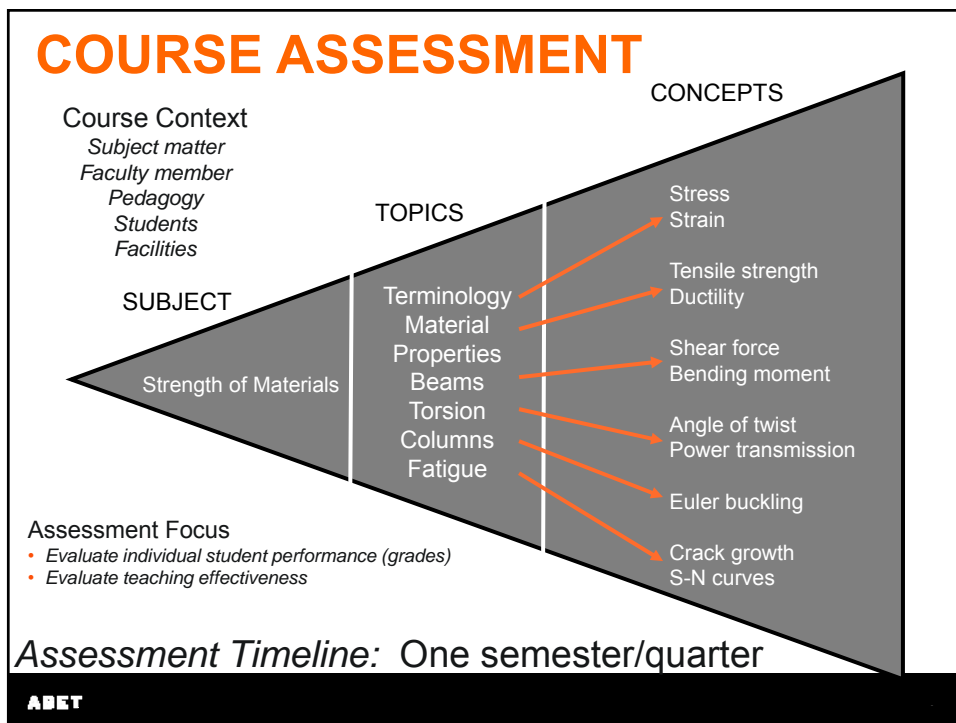 COURSE ASSESSMENT
CONCEPTS
Course Context
Subject matter
Faculty member
Pedagogy
Students
Facilities
TOPICS
SUBJECT
Stress
Strain
Tensile strength
Ductility
Terminology
Material
Properties
Beams
Torsion
Columns
Fatigue
Shear force
Bending moment
Strength of Materials
Angle of twist
Power transmission
Euler buckling
Crack growth
S-N curves
Assessment Focus
• Evaluate individual student performance (grades)
• Evaluate teaching effectiveness
Assessment Timeline: One semester/quarter
ABET